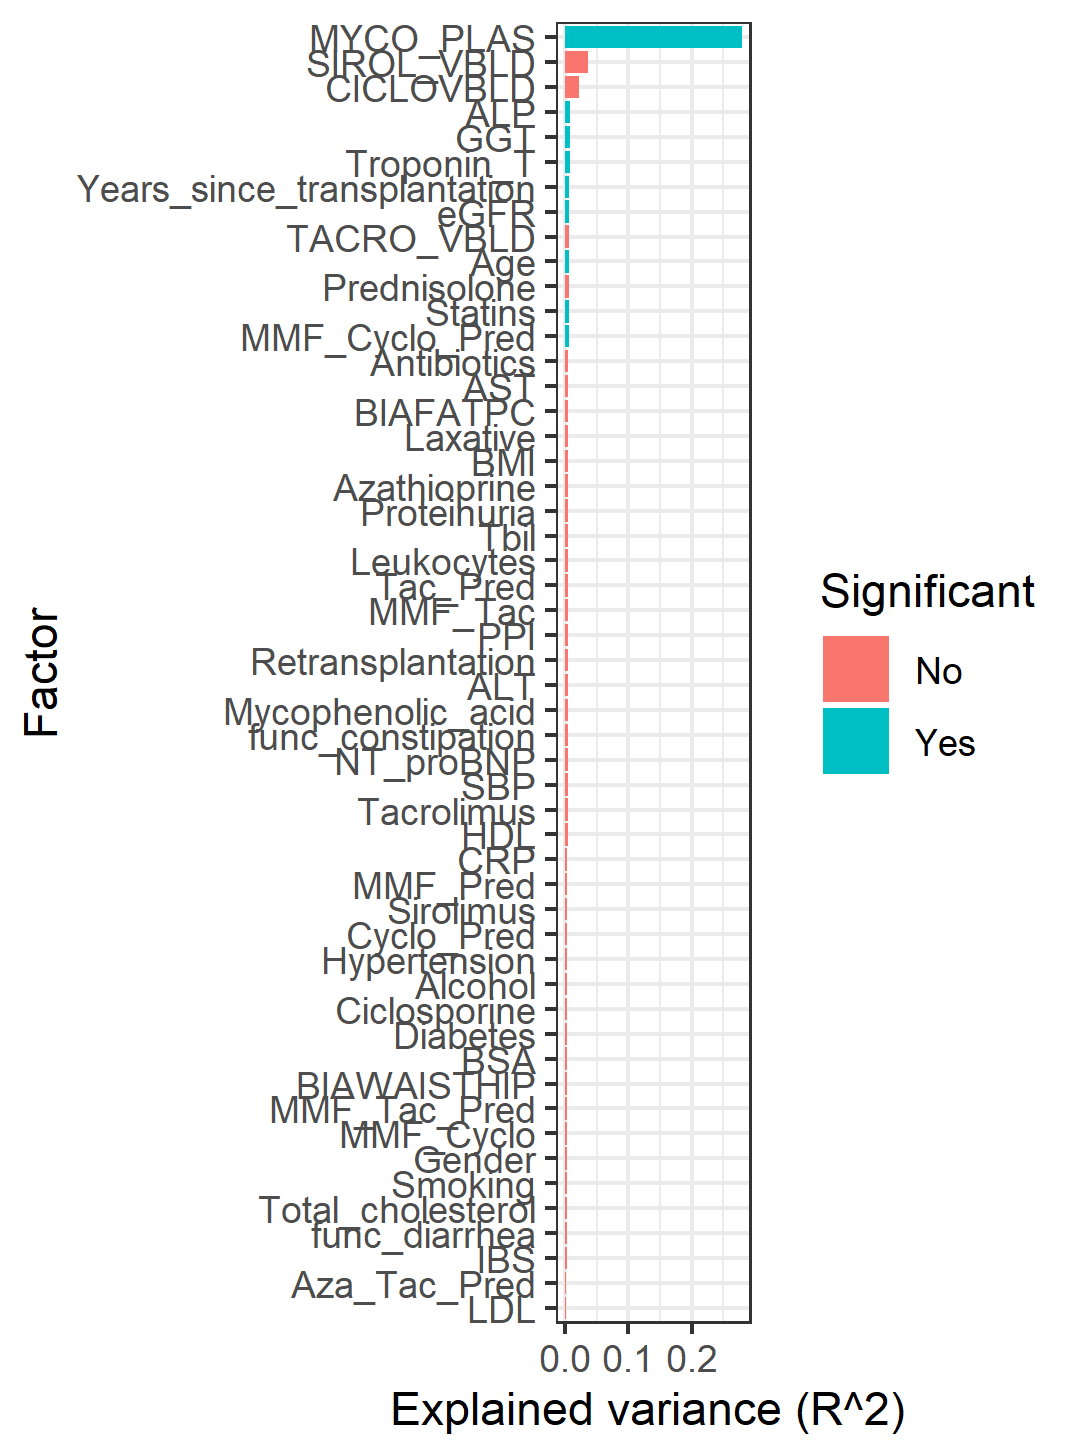 MYCO_PLAS
SIROL_VBLD
CICLOVBLD
ALP
GGT
Troponin_T
Years_since_transplantation
eGFR
TACRO_VBLD
Age
Prednisolone
Statins
MMF_Cyclo_Pred
Antibiotics
AST
BIAFATPC
Laxative
BMI
Azathioprine
Proteinuria
Tbil
Leukocytes
Tac_Pred
MMF_Tac
PPI
Retransplantation
ALT
Mycophenolic_acid
func_constipation
NT_proBNP
SBP
Tacrolimus
HDL
CRP
MMF_Pred
Sirolimus
Cyclo_Pred
Hypertension
Alcohol
Ciclosporine
Diabetes
BSA
BIAWAISTHIP
MMF_Tac_Pred
MMF_Cyclo
Gender
Smoking
Total_cholesterol
func_diarrhea
IBS
Aza_Tac_Pred
LDL
Factor
0.0 0.1 0.2
Explained variance (R^2)
Significant
No
Yes